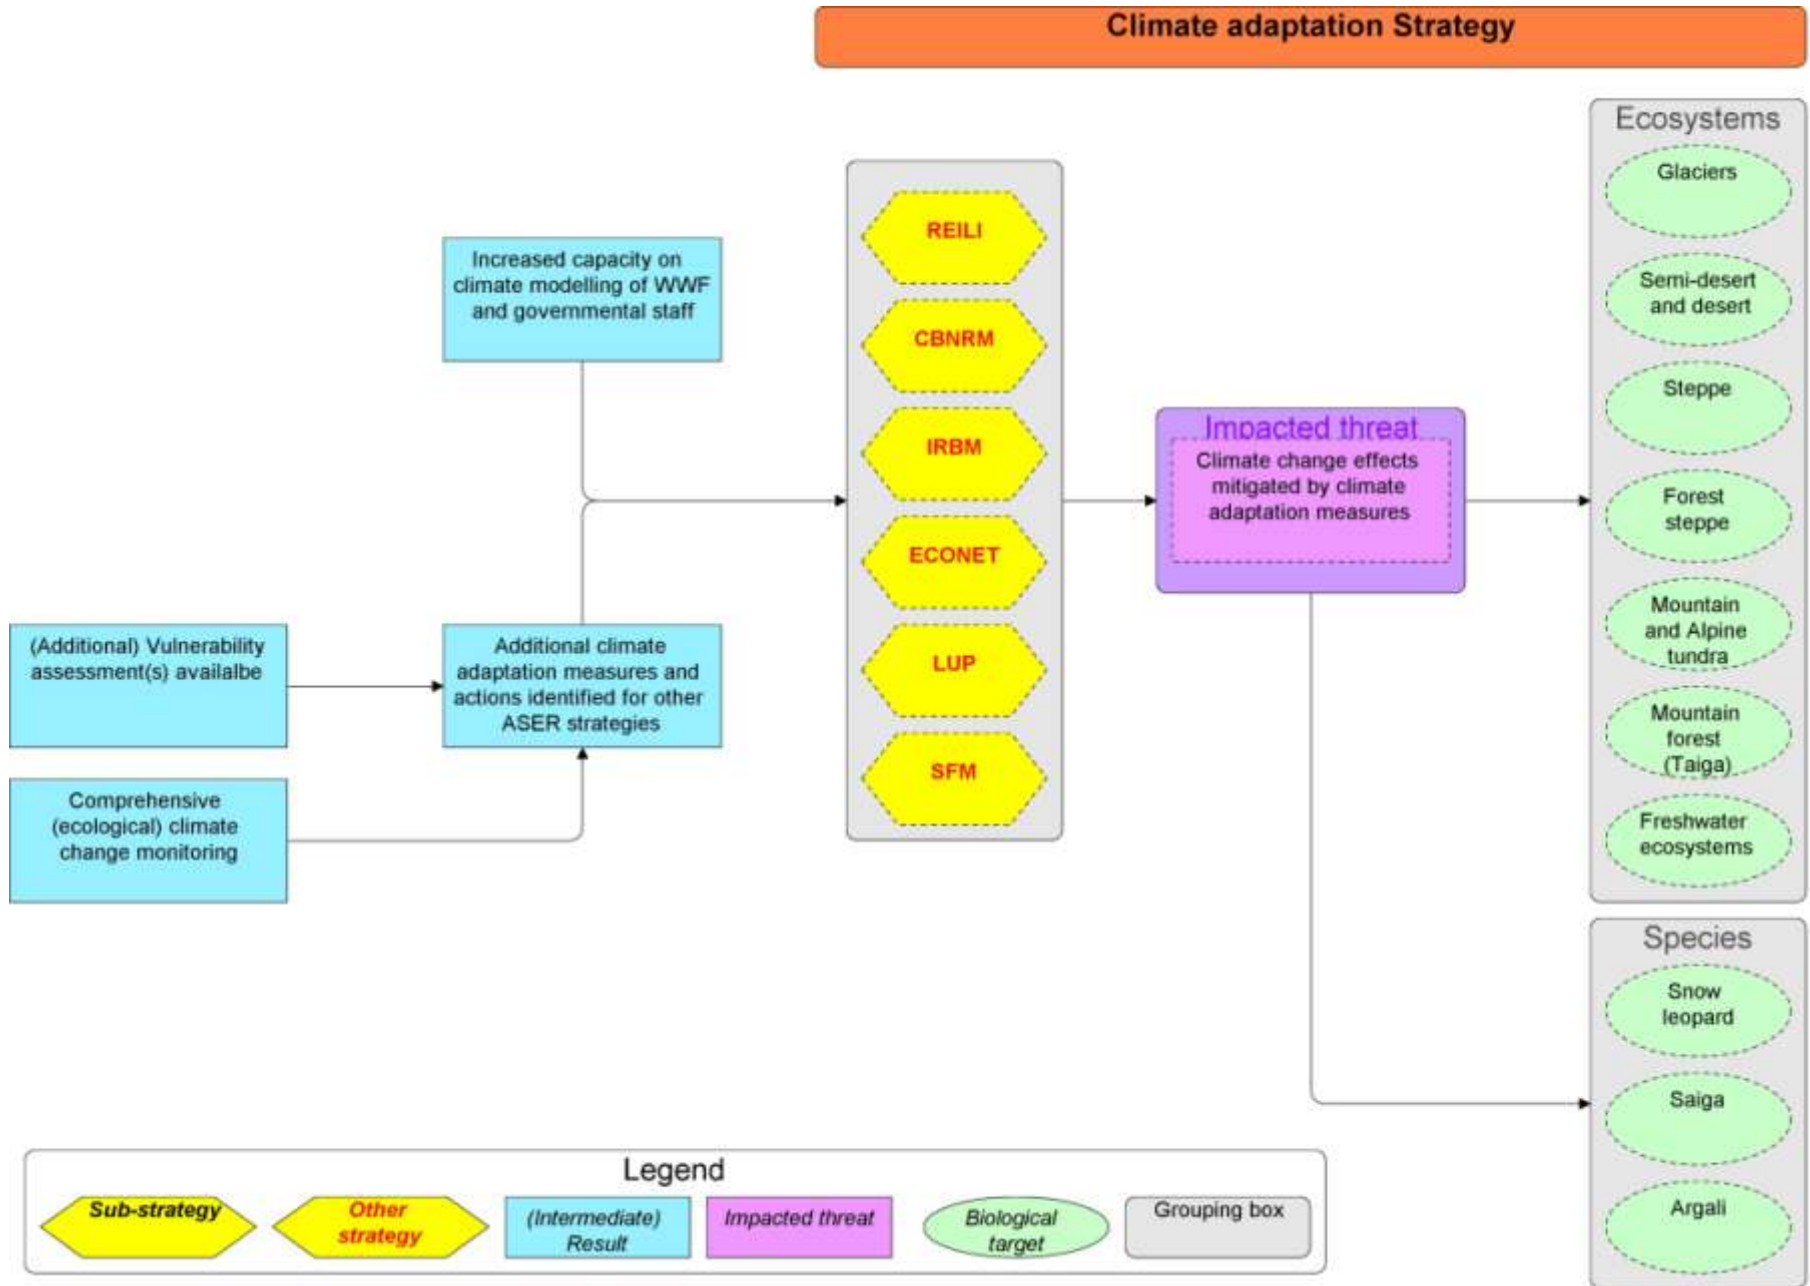 Climate adaptation Strategy
Increased capacity on
climate modelling of WWF
and governmental staff
(Additional) Vulnerability
assessment(s) availalbe
Comprehensive
(ecological) climate
change monitoring
Additional climate
adaptation measures and
actions identified for other
ASER strategies
REILI
CBNRM
IRBM
ECONET
LUP
SFM
Impacted threat
Climate change effects
mitigated by climate
adaptation measures
Ecosystems
Glaciers
Semi-desert
and desert
Steppe
Forest
steppe
Mountain
and Alpine
tundra
Mountain
forest
(Taiga)
Freshwater
ecosystems
Species
Snow
leopard
Saiga
Argali
Legend
Sub-strategy
Other
strategy
(Intermediate)
Result
Impacted threat
Biological
target
Grouping box